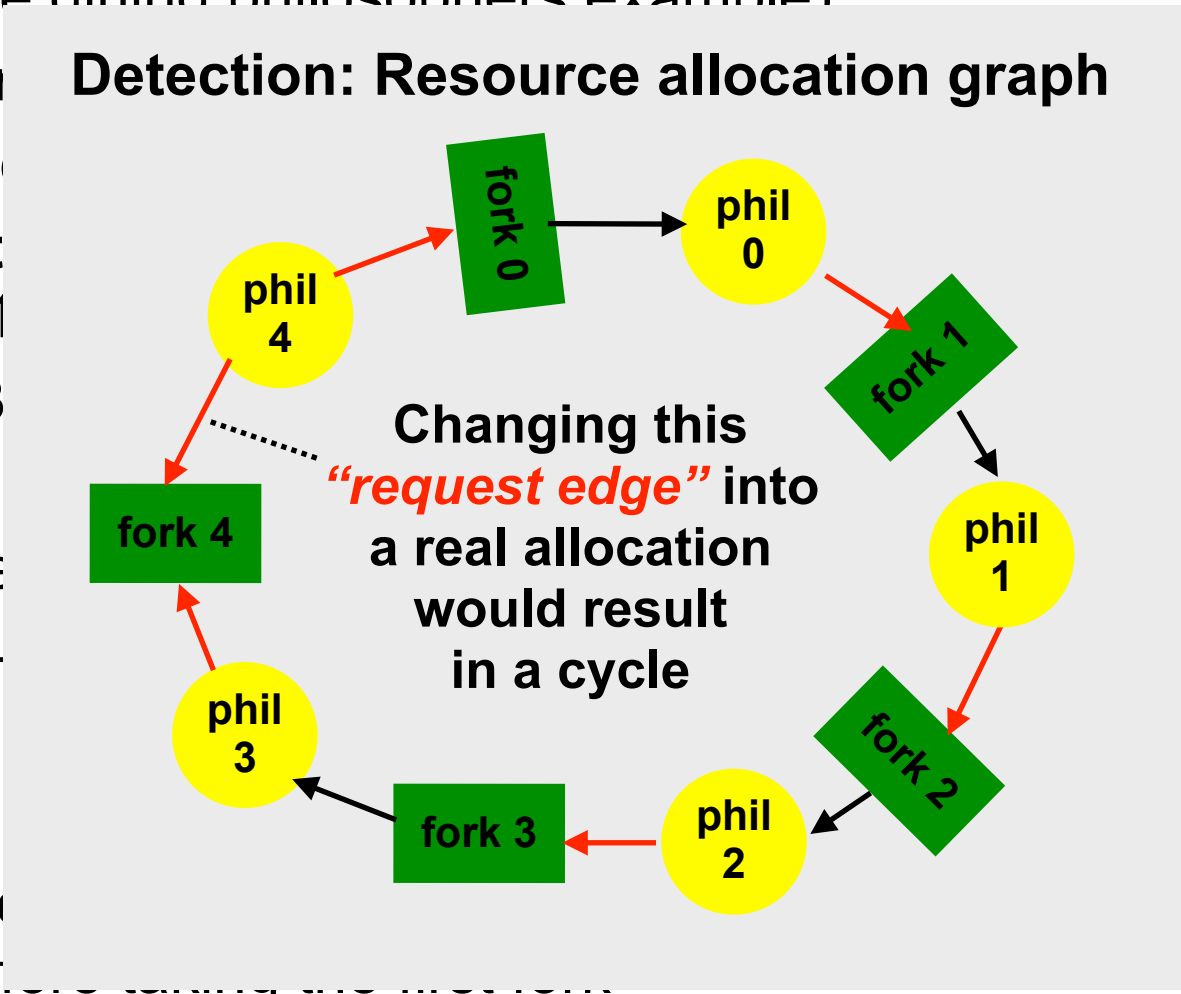 Detection: Resource allocation graph
fork 0
phil
0
phil
4
fork 1
Changing this
“request edge” into
a real allocation
would result
in a cycle
fork 4
phil
1
phil
3
fork 2
fork 3
phil
2